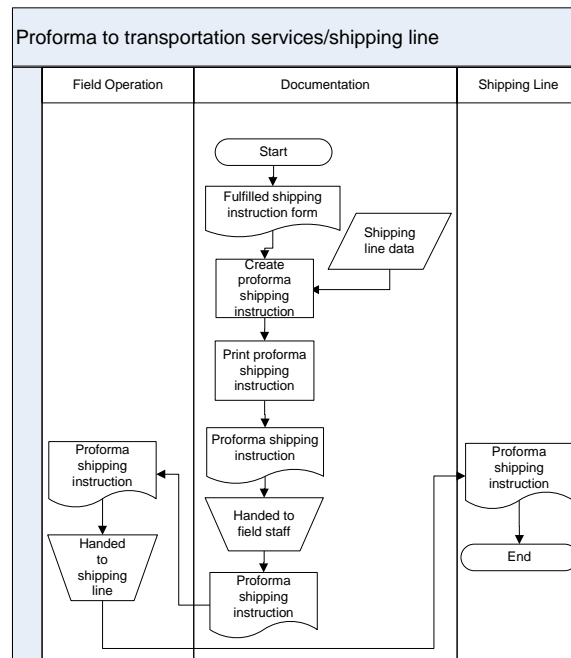 Proforma to transportation services/shipping line
Field Operation
Documentation
Shipping Line
Start
Fulfilled shipping
instruction form
Shipping
line data
Create
proforma
shipping
instruction
Print proforma
shipping
instruction
Proforma shipping
instruction
Handed to
field staff
Proforma
shipping
instruction
Proforma
shipping
instruction
Handed
to
shipping
line
Proforma
shipping
instruction
End